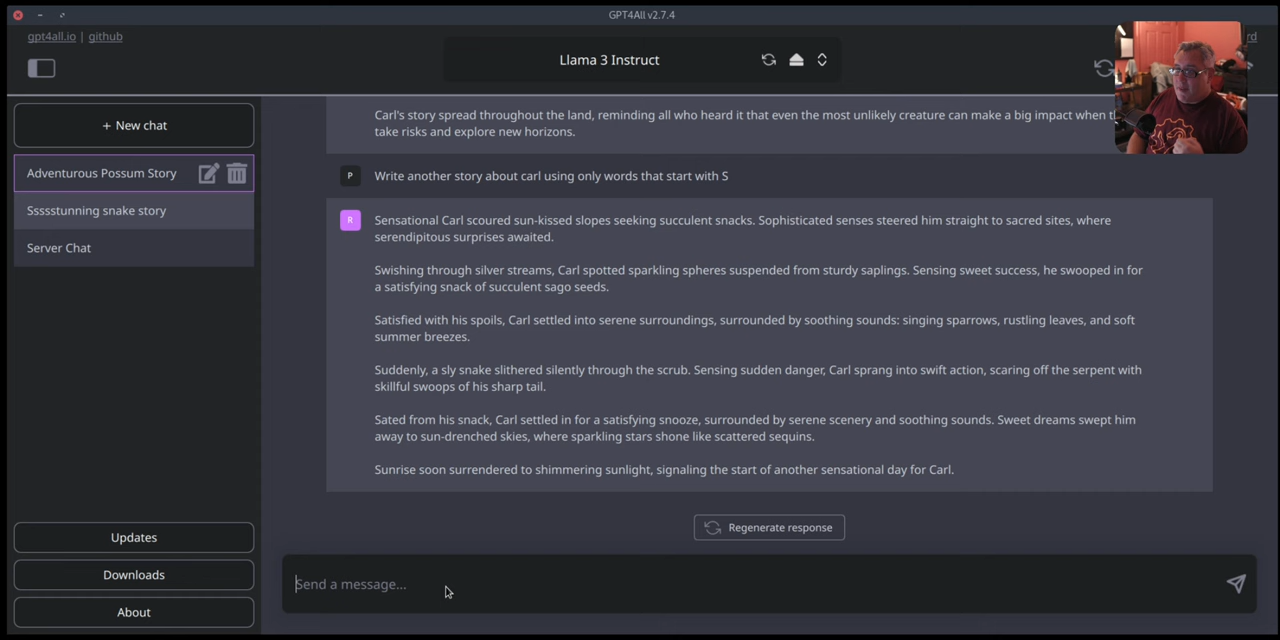 GPT4All v2.7.4
gpt4all.io | github
rd
Llama 3 Instruct
+ New chat
Adventurous Possum Story
Ssssstunning snake story
Server Chat
Updates
Downloads
About
Carl's story spread throughout the land, reminding all who heard it that even the most unlikely creature can make a big impact when
take risks and explore new horizons.
P
Write another story about carl using only words that start with S
R
Sensational Carl scoured sun-kissed slopes seeking succulent snacks. Sophisticated senses steered him straight to sacred sites, where
serendipitous surprises awaited.
Swishing through silver streams, Carl spotted sparkling spheres suspended from sturdy saplings. Sensing sweet success, he swooped in for
a satisfying snack of succulent sago seeds.
Satisfied with his spoils, Carl settled into serene surroundings, surrounded by soothing sounds: singing sparrows, rustling leaves, and soft
summer breezes.
Suddenly, a sly snake slithered silently through the scrub. Sensing sudden danger, Carl sprang into swift action, scaring off the serpent with
skillful swoops of his sharp tail.
Sated from his snack, Carl settled in for a satisfying snooze, surrounded by serene scenery and soothing sounds. Sweet dreams swept him
away to sun-drenched skies, where sparkling stars shone like scattered sequins.
Sunrise soon surrendered to shimmering sunlight, signaling the start of another sensational day for Carl.
Regenerate response
Send a message...